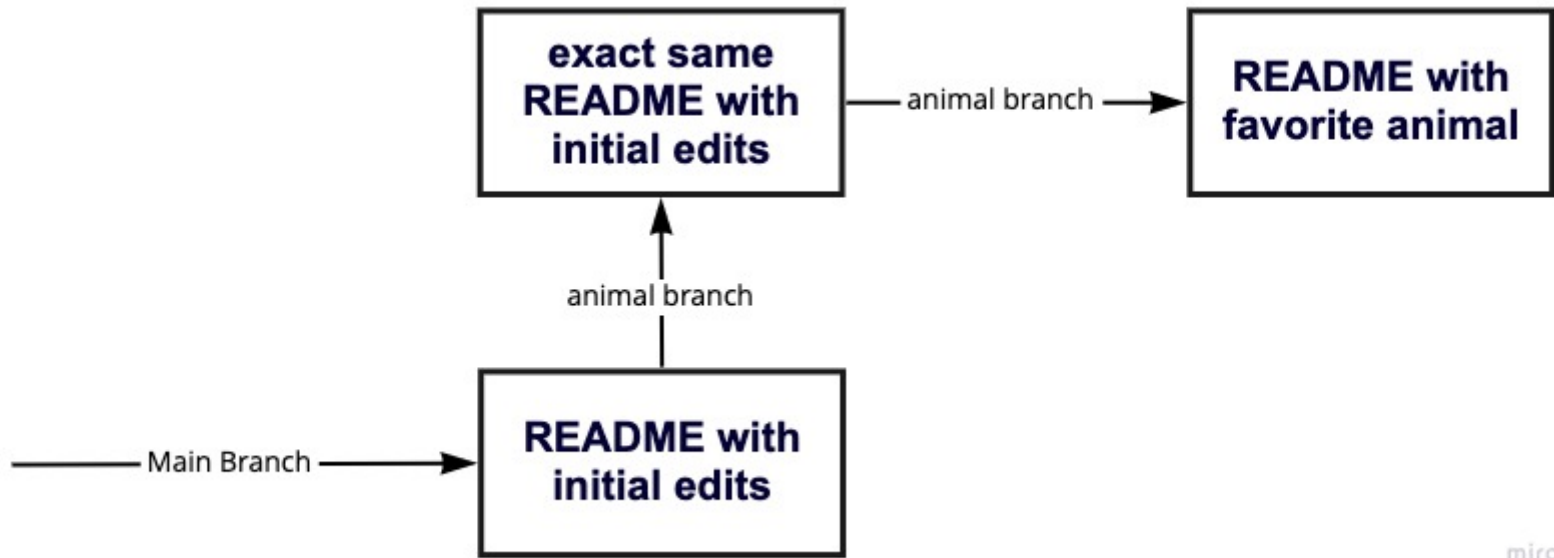 exact same
README with
initial edits
animal branch
README with
favorite animal
animal branch
Main Branch
README with
initial edits